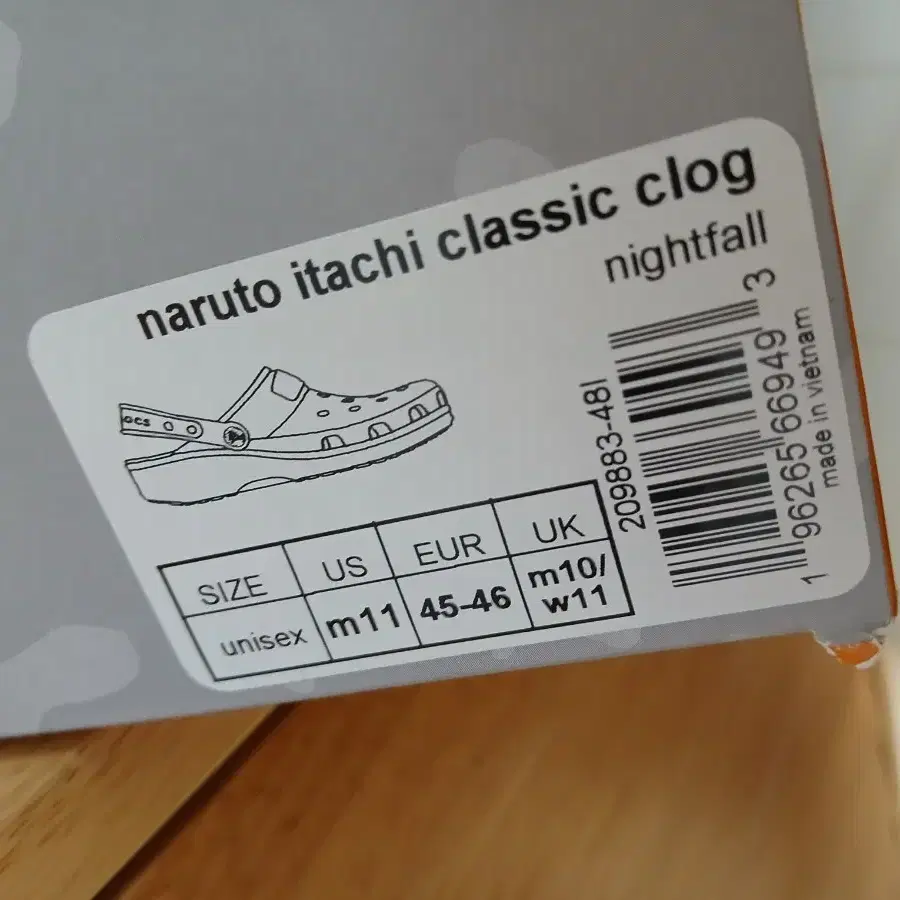 naruto itachi classic clog
nightfall
ocs
SIZE US EUR UK
unisex m11 45-46 m10/
w11
209883-48I
1 96265 66949 3
made in vietnam